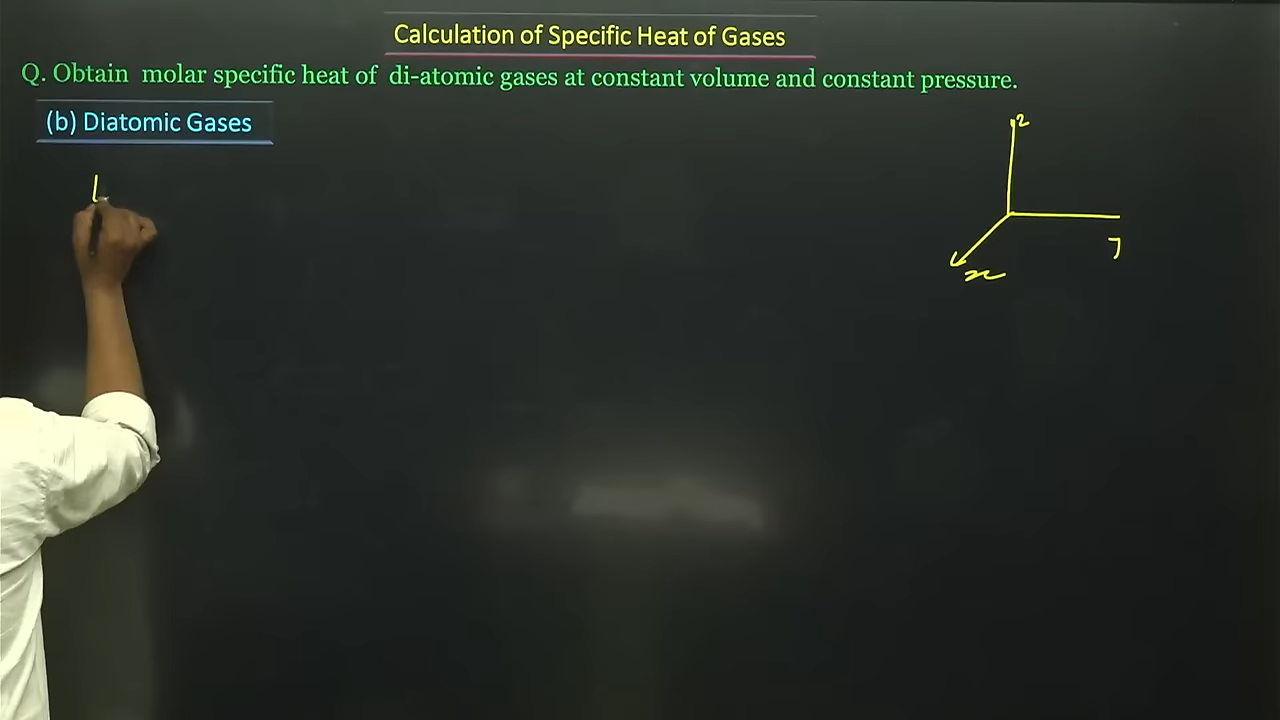 Calculation of Specific Heat of Gases
Q. Obtain molar specific heat of di-atomic gases at constant volume and constant pressure.
(b) Diatomic Gases
z
x